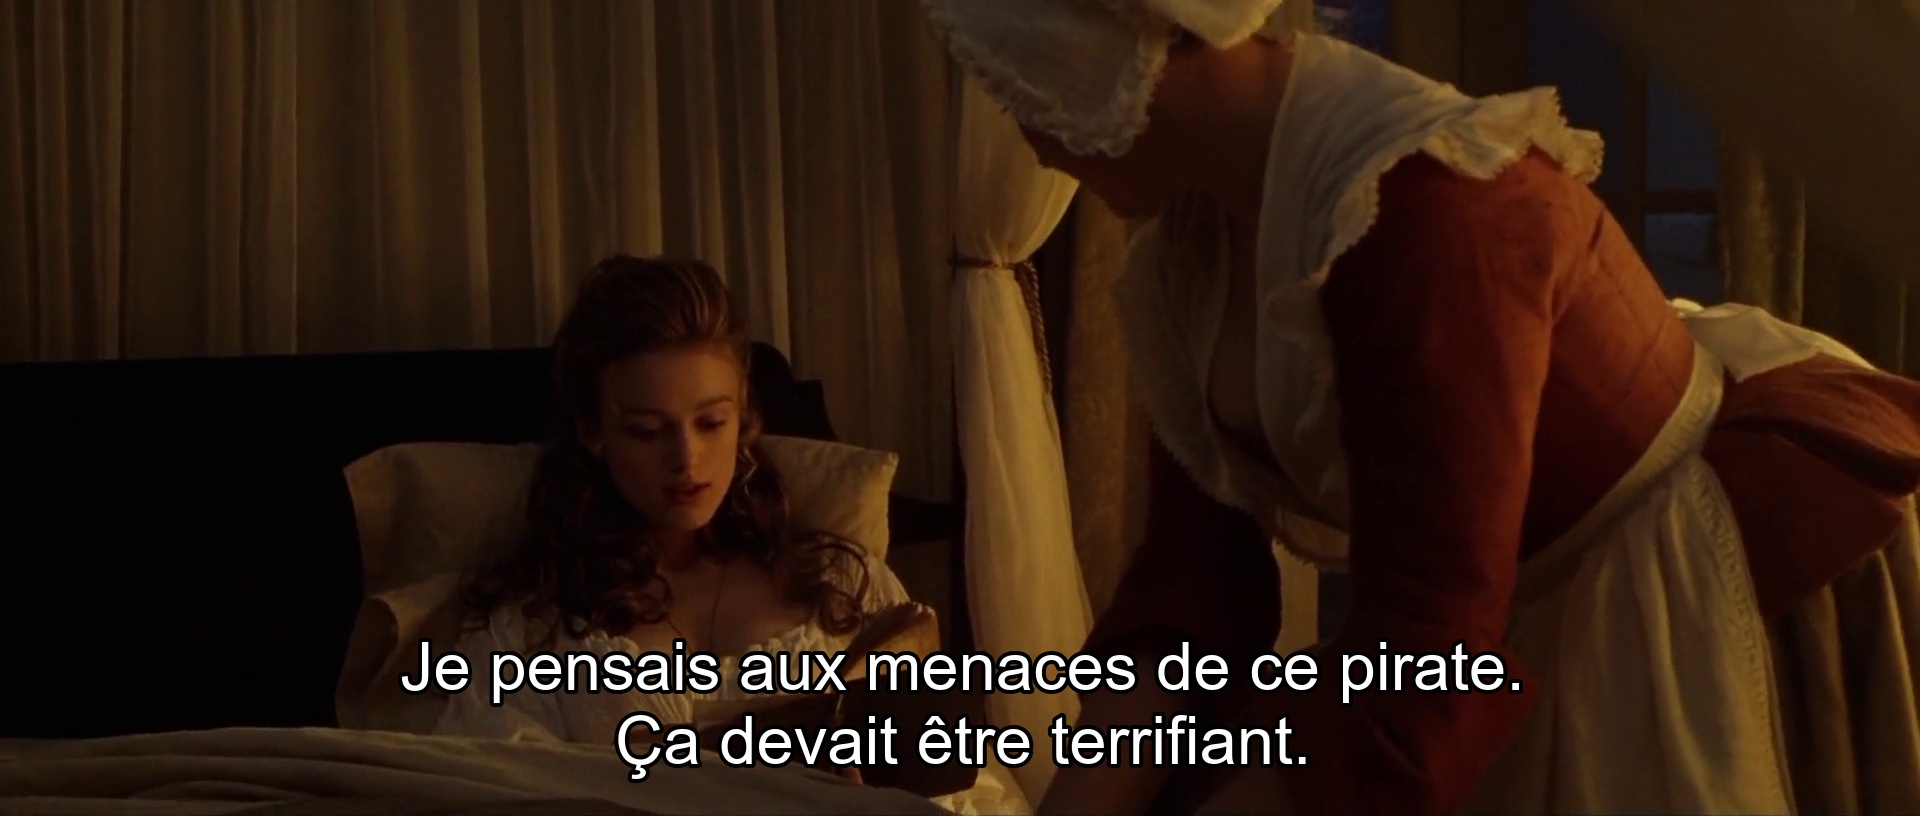 Je pensais aux menaces de ce pirate.
Ça devait être terrifiant.